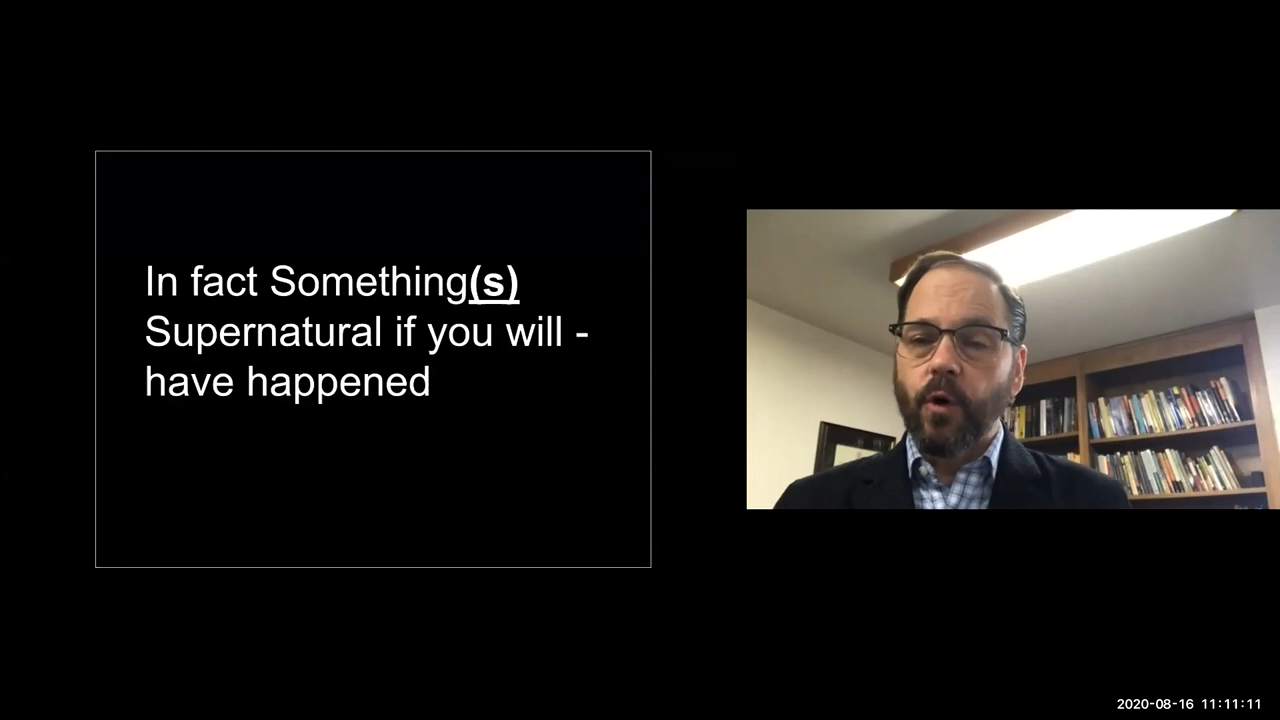 In fact Something(s)
Supernatural if you will -
have happened
2020-08-16 11:11:11